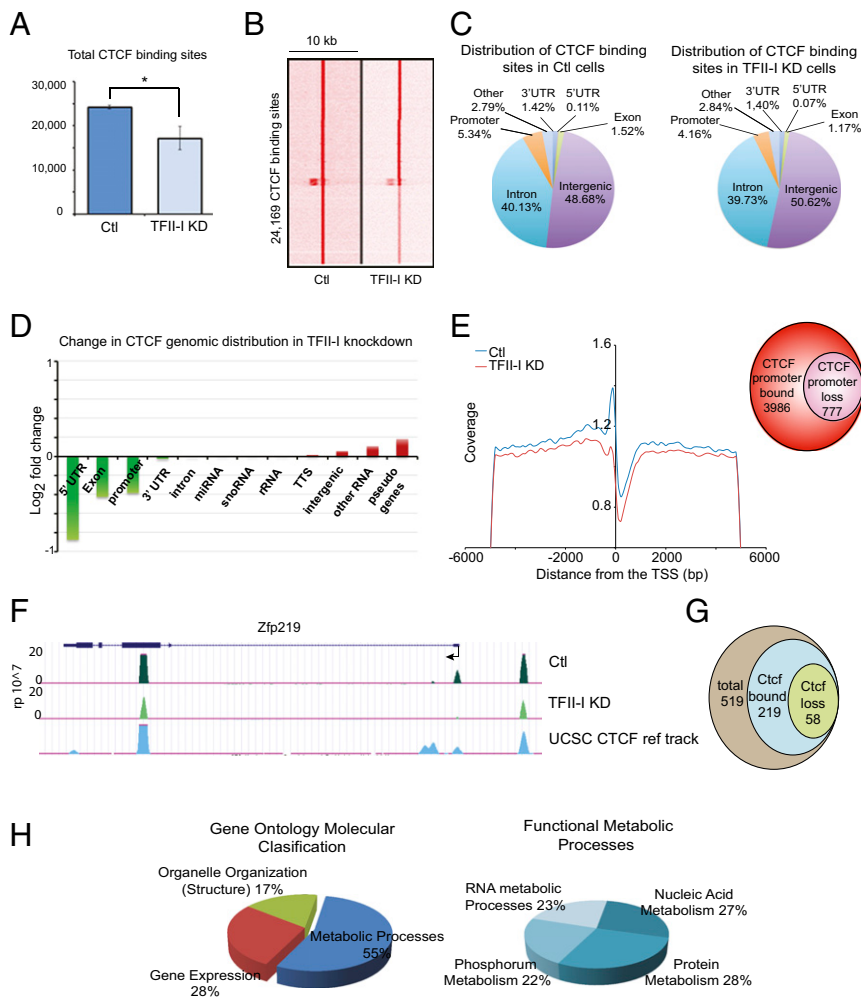 A
Total CTCF binding sites
*
30,000
20,000
10,000
0
Ctl
TFII-I KD
B
10 kb
24,169 CTCF binding sites
Ctl
TFII-I KD
C
Distribution of CTCF binding
sites in Ctl cells
Other
2.79%
3'UTR
1.42%
5'UTR
0.11%
Promoter
5.34%
Exon
1.52%
Intron
40.13%
Intergenic
48.68%
Distribution of CTCF binding
sites in TFII-I KD cells
Other
2.84%
3'UTR
1.40%
5'UTR
0.07%
Promoter
4.16%
Exon
1.17%
Intron
39.73%
Intergenic
50.62%
D
Change in CTCF genomic distribution in TFII-I knockdown
Log2 fold change
1
0
-1
5' UTR
Exon
promoter
3' UTR
intron
miRNA
snoRNA
rRNA
TTS
intergenic
other RNA
pseudo
genes
E
Ctl
TFII-I KD
Coverage
1.6
1.2
0.8
-6000
-2000
0
2000
6000
Distance from the TSS (bp)
CTCF
promoter
bound
3986
CTCF
promoter
loss
777
F
Zfp219
rp 10^7
20
0
Ctl
20
0
TFII-I KD
UCSC CTCF ref track
G
total
519
Ctcf
bound
219
Ctcf
loss
58
H
Gene Ontology Molecular
Clasification
Organelle Organization
(Structure) 17%
Metabolic Processes
55%
Gene Expression
28%
Functional Metabolic
Processes
RNA metabolic
Processes 23%
Nucleic Acid
Metabolism 27%
Phosphorum
Metabolism 22%
Protein
Metabolism 28%